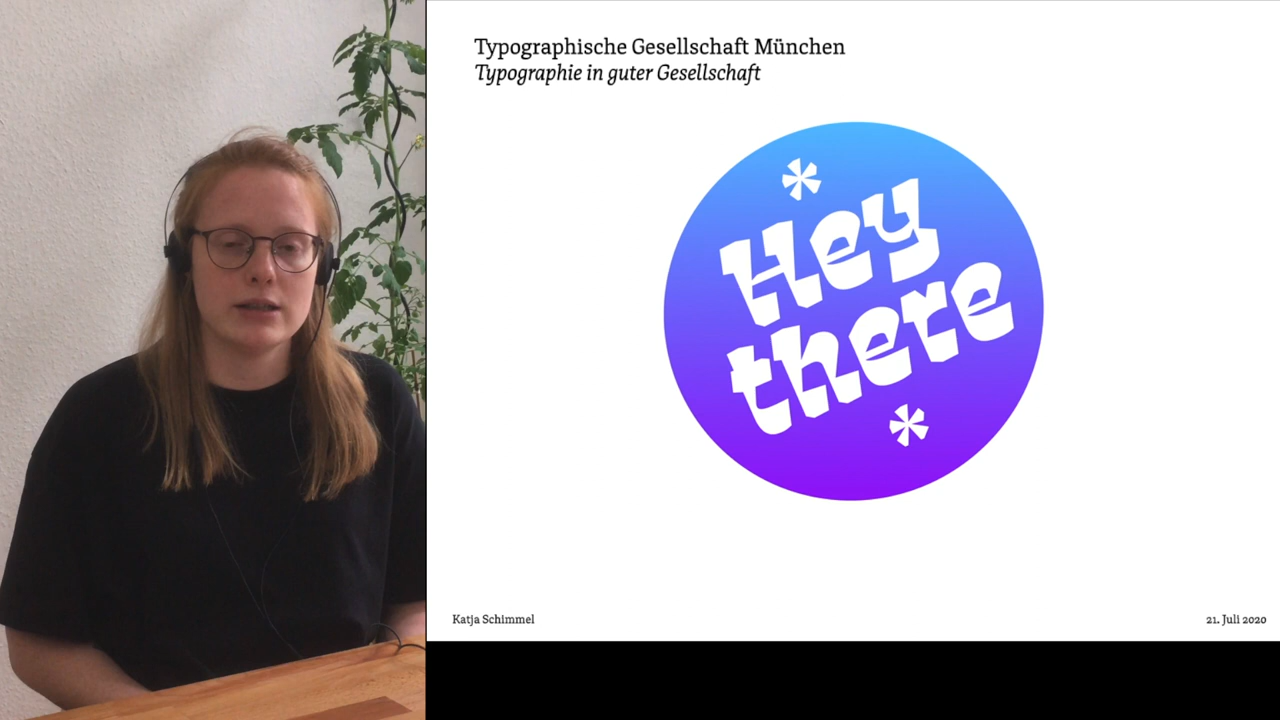 Typographische Gesellschaft München
Typographie in guter Gesellschaft
* Hey
there *
Katja Schimmel
21. Juli 2020